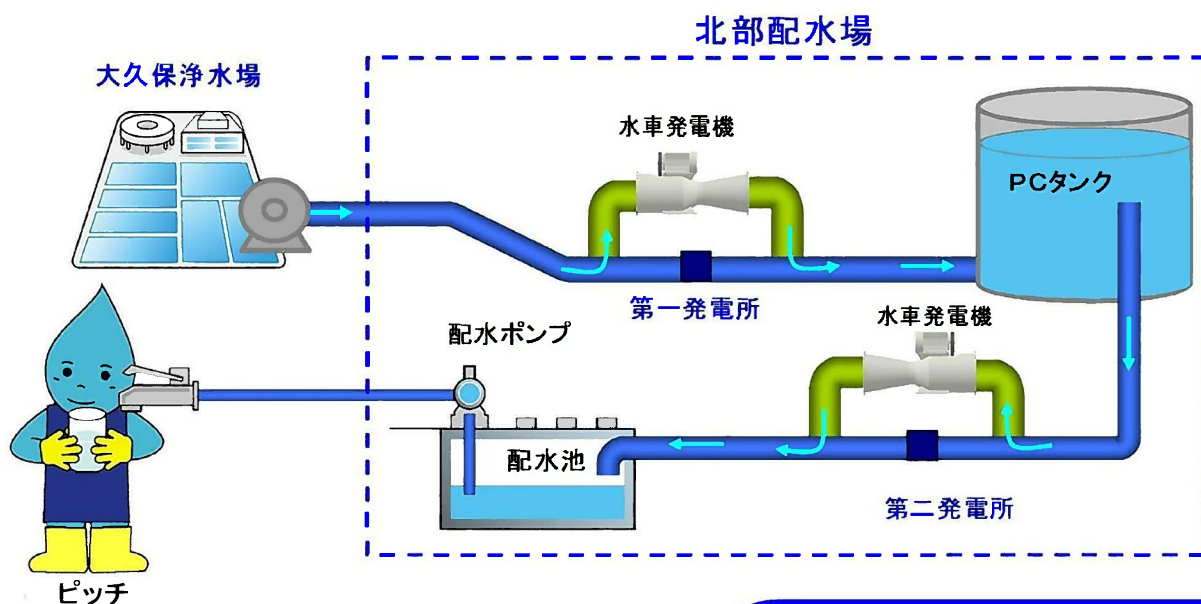 北部配水場
大久保浄水場
水車発電機
PCタンク
第一発電所
水車発電機
配水ポンプ
配水池
第二発電所
ピッチ